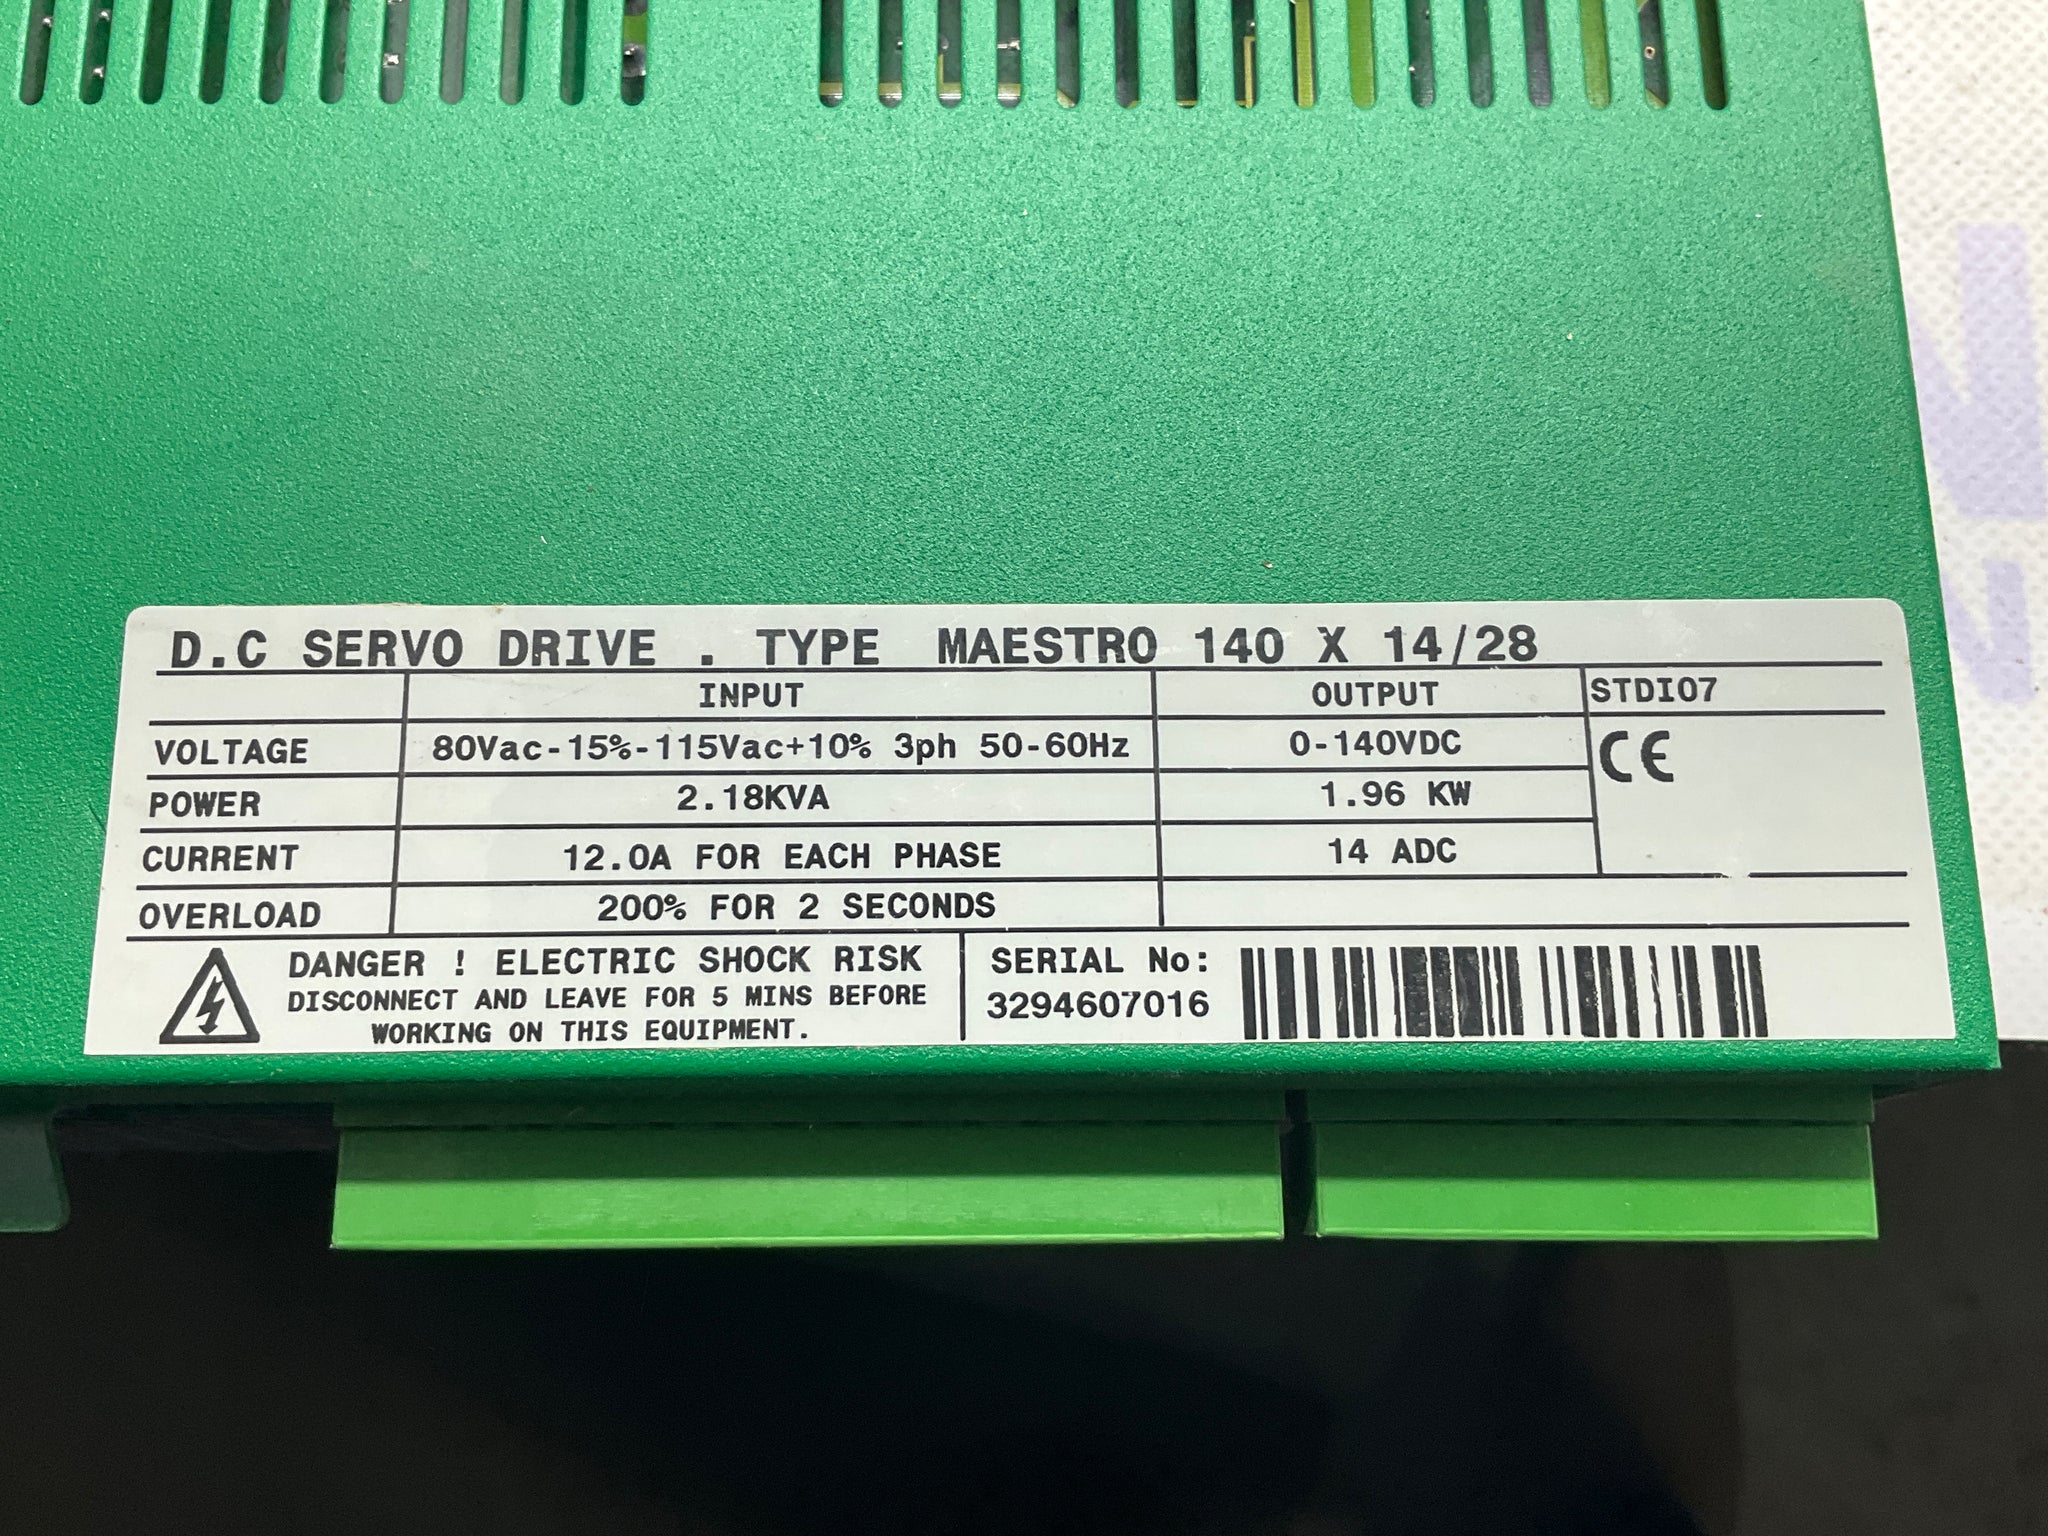 D.C SERVO DRIVE . TYPE MAESTRO 140 X 14/28
INPUT OUTPUT STDI07
VOLTAGE 80Vac-15%-115Vac+10% 3ph 50-60Hz 0-140VDC CE
POWER 2.18KVA 1.96 KW
CURRENT 12.0A FOR EACH PHASE 14 ADC
OVERLOAD 200% FOR 2 SECONDS
DANGER ! ELECTRIC SHOCK RISK
DISCONNECT AND LEAVE FOR 5 MINS BEFORE
WORKING ON THIS EQUIPMENT.
SERIAL No:
3294607016